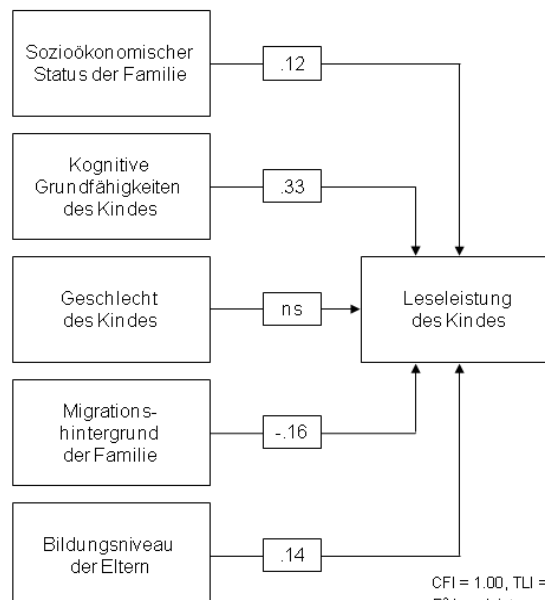 Sozioökonomischer
Status der Familie
.12
Kognitive
Grundfähigkeiten
des Kindes
.33
Geschlecht
des Kindes
ns
Leseleistung
des Kindes
Migrations-
hintergrund
der Familie
-.16
Bildungsniveau
der Eltern
.14
CFI = 1.00, TLI =